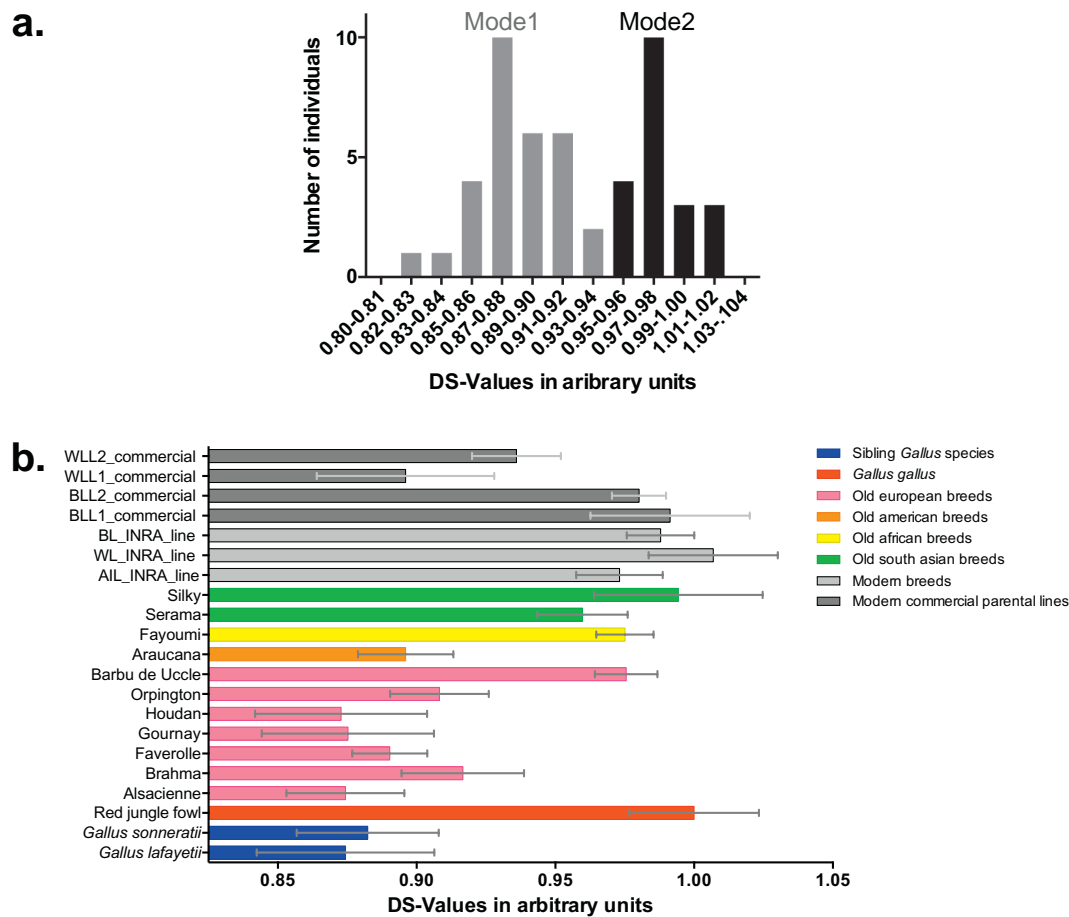 a.
Mode1 Mode2
Number of individuals
10
5
0
0.80-0.81
0.82-0.83
0.83-0.84
0.85-0.86
0.87-0.88
0.89-0.90
0.91-0.92
0.93-0.94
0.95-0.96
0.97-0.98
0.99-1.00
1.01-1.02
1.03-.104
DS-Values in aribrary units
b.
WLL2_commercial
WLL1_commercial
BLL2_commercial
BLL1_commercial
BL_INRA_line
WL_INRA_line
AIL_INRA_line
Silky
Serama
Fayoumi
Araucana
Barbu de Uccle
Orpington
Houdan
Gournay
Faverolle
Brahma
Alsacienne
Red jungle fowl
Gallus sonneratii
Gallus lafayetii
0.85 0.90 0.95 1.00 1.05
DS-Values in arbitrary units
Sibling Gallus species
Gallus gallus
Old european breeds
Old american breeds
Old african breeds
Old south asian breeds
Modern breeds
Modern commercial parental lines